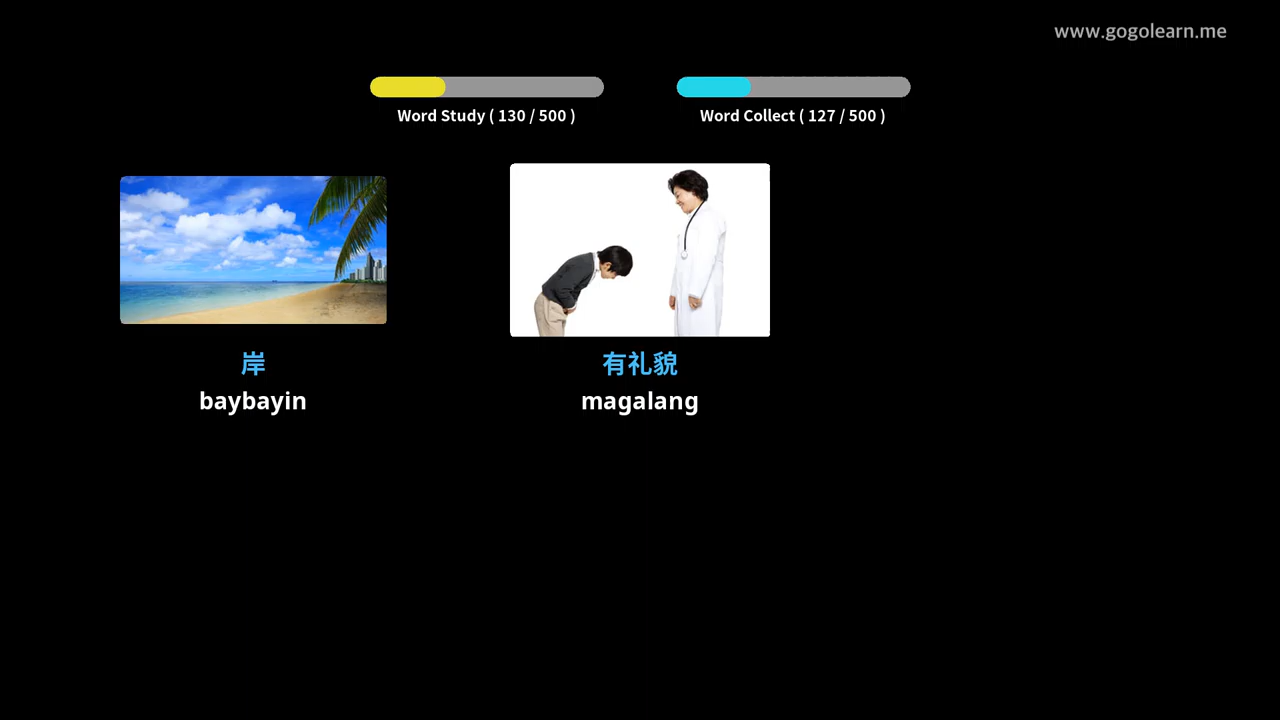 www.gogolearn.me
Word Study ( 130 / 500 )
Word Collect ( 127 / 500 )
岸
baybayin
有礼貌
magalang